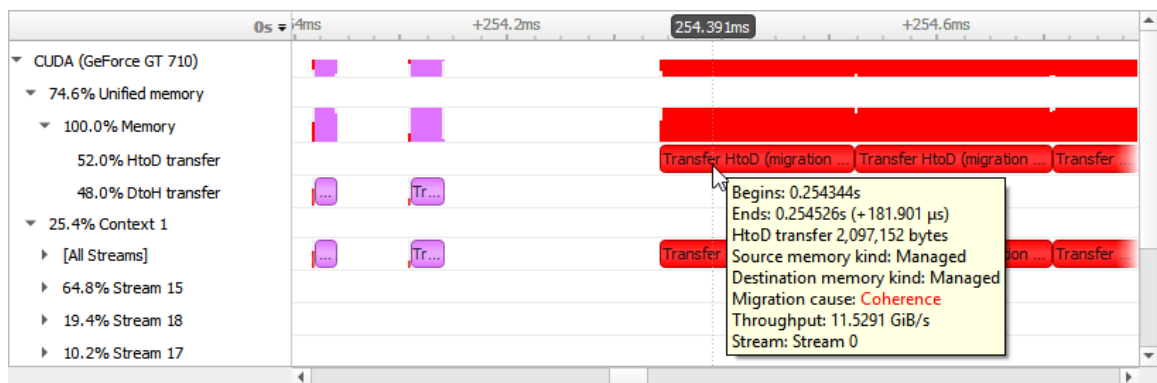 0s 4ms +254.2ms 254.391ms +254.6ms
CUDA (GeForce GT 710)
74.6% Unified memory
100.0% Memory
52.0% HtoD transfer Transfer HtoD (migration ... Transfer HtoD (migration ... Transfer
48.0% DtoH transfer ... Tr...
25.4% Context 1
[All Streams] ... Tr... Transfer ion ... Transfer
64.8% Stream 15
19.4% Stream 18
10.2% Stream 17
Begins: 0.254344s
Ends: 0.254526s (+181.901 µs)
HtoD transfer 2,097,152 bytes
Source memory kind: Managed
Destination memory kind: Managed
Migration cause: Coherence
Throughput: 11.5291 GiB/s
Stream: Stream 0